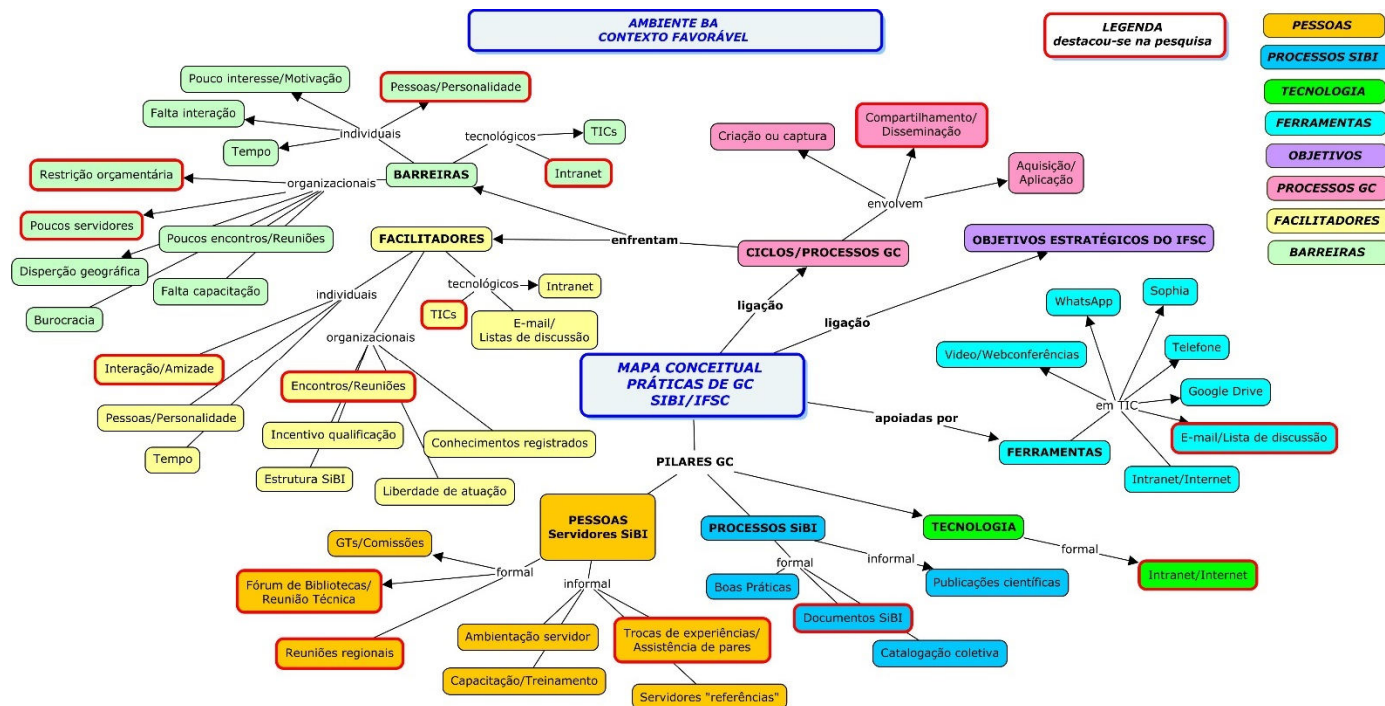 AMBIENTE BA
CONTEXTO FAVORÁVEL
LEGENDA
destacou-se na pesquisa
PESSOAS
PROCESSOS SIBI
TECNOLOGIA
FERRAMENTAS
OBJETIVOS
PROCESSOS GC
FACILITADORES
BARREIRAS
Pouco interesse/Motivação
Pessoas/Personalidade
Falta interação
individuais
Tempo
tecnológicos
TICs
Intranet
BARREIRAS
Restrição orçamentária
organizacionais
Poucos servidores
Poucos encontros/Reuniões
Disperção geográfica
Falta capacitação
Burocracia
Criação ou captura
Compartilhamento/
Disseminação
Aquisição/
Aplicação
envolvem
enfrentam
CICLOS/PROCESSOS GC
OBJETIVOS ESTRATÉGICOS DO IFSC
ligação
ligação
FACILITADORES
individuais
tecnológicos
Intranet
TICs
E-mail/
Listas de discussão
organizacionais
Interação/Amizade
Encontros/Reuniões
Pessoas/Personalidade
Incentivo qualificação
Conhecimentos registrados
Tempo
Estrutura SiBI
Liberdade de atuação
MAPA CONCEITUAL
PRÁTICAS DE GC
SIBI/IFSC
apoiadas por
FERRAMENTAS
em TIC
WhatsApp
Sophia
Video/Webconferências
Telefone
Google Drive
E-mail/Lista de discussão
Intranet/Internet
PILARES GC
PESSOAS
Servidores SiBI
GTs/Comissões
formal
Fórum de Bibliotecas/
Reunião Técnica
Reuniões regionais
informal
Ambientação servidor
Trocas de experiências/
Assistência de pares
Capacitação/Treinamento
Servidores "referências"
PROCESSOS SiBI
formal
informal
Boas Práticas
Publicações científicas
Documentos SiBI
Catalogação coletiva
TECNOLOGIA
formal
Intranet/Internet